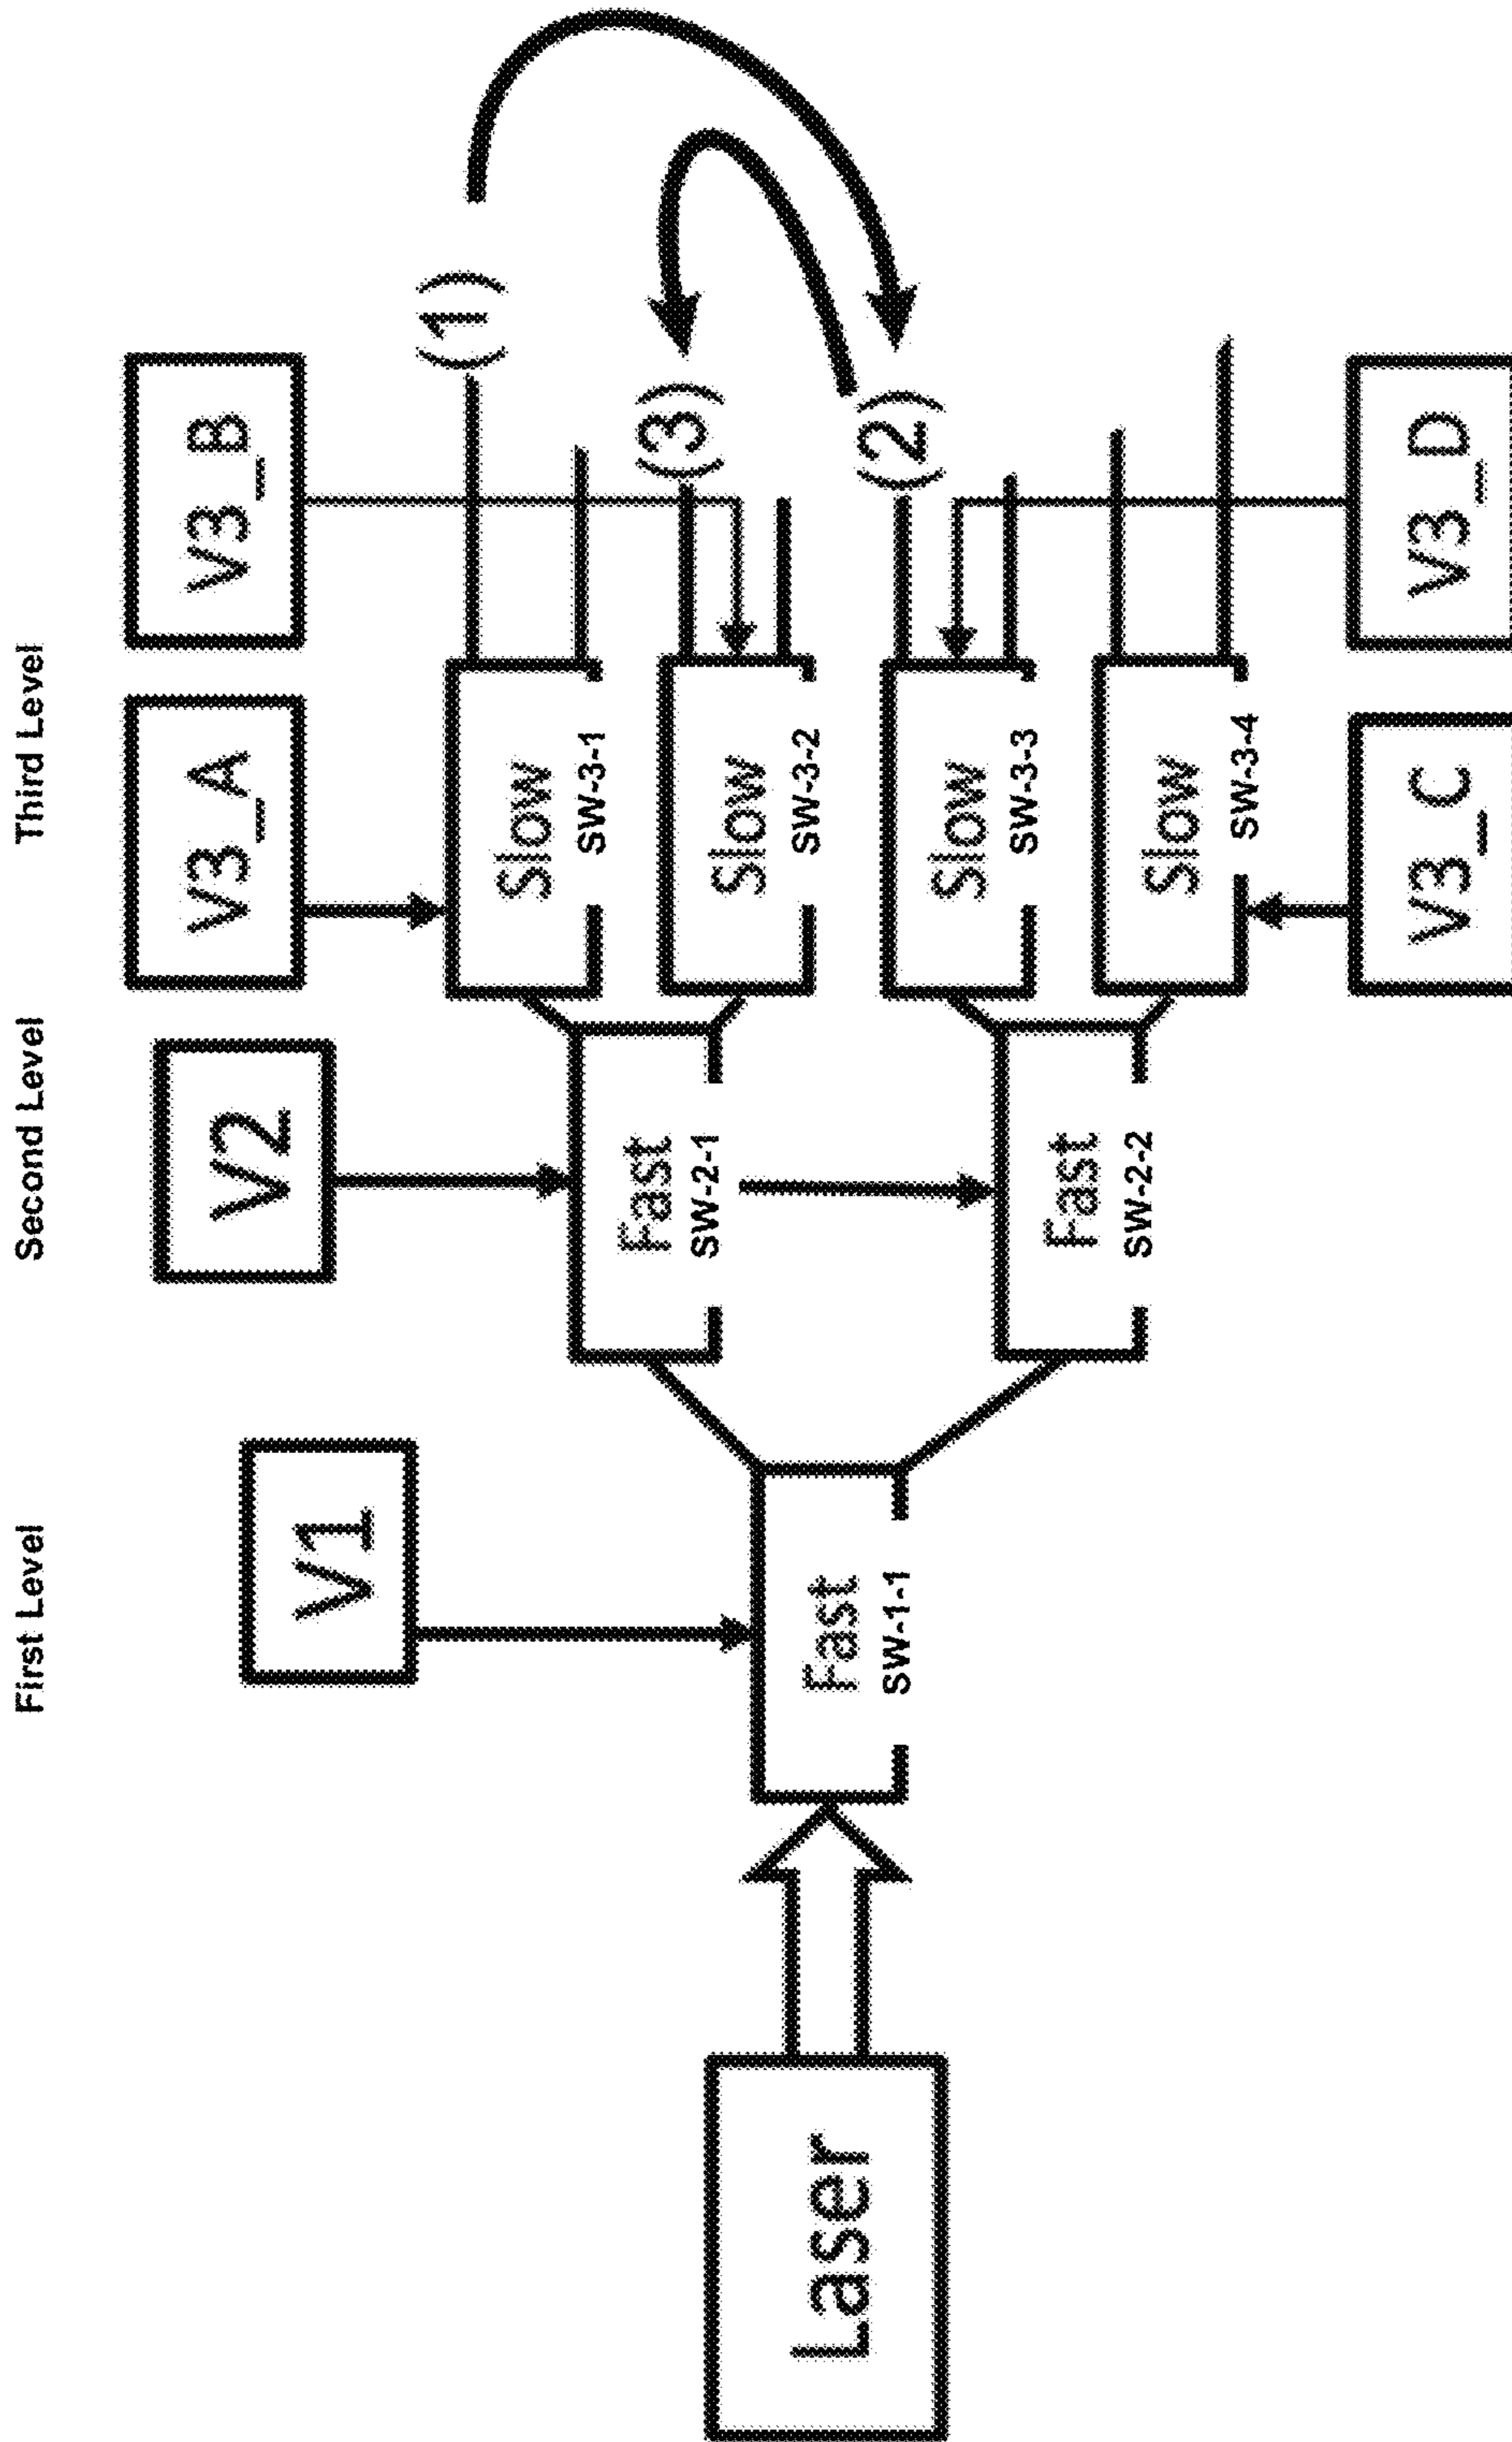 First Level
Second Level
Third Level
V1
V2
V3_A
V3_B
Laser
Fast
SW-1-1
Fast
SW-2-1
Fast
SW-2-2
Slow
SW-3-1
Slow
SW-3-2
Slow
SW-3-3
Slow
SW-3-4
(1)
(3)
(2)
V3_C
V3_D